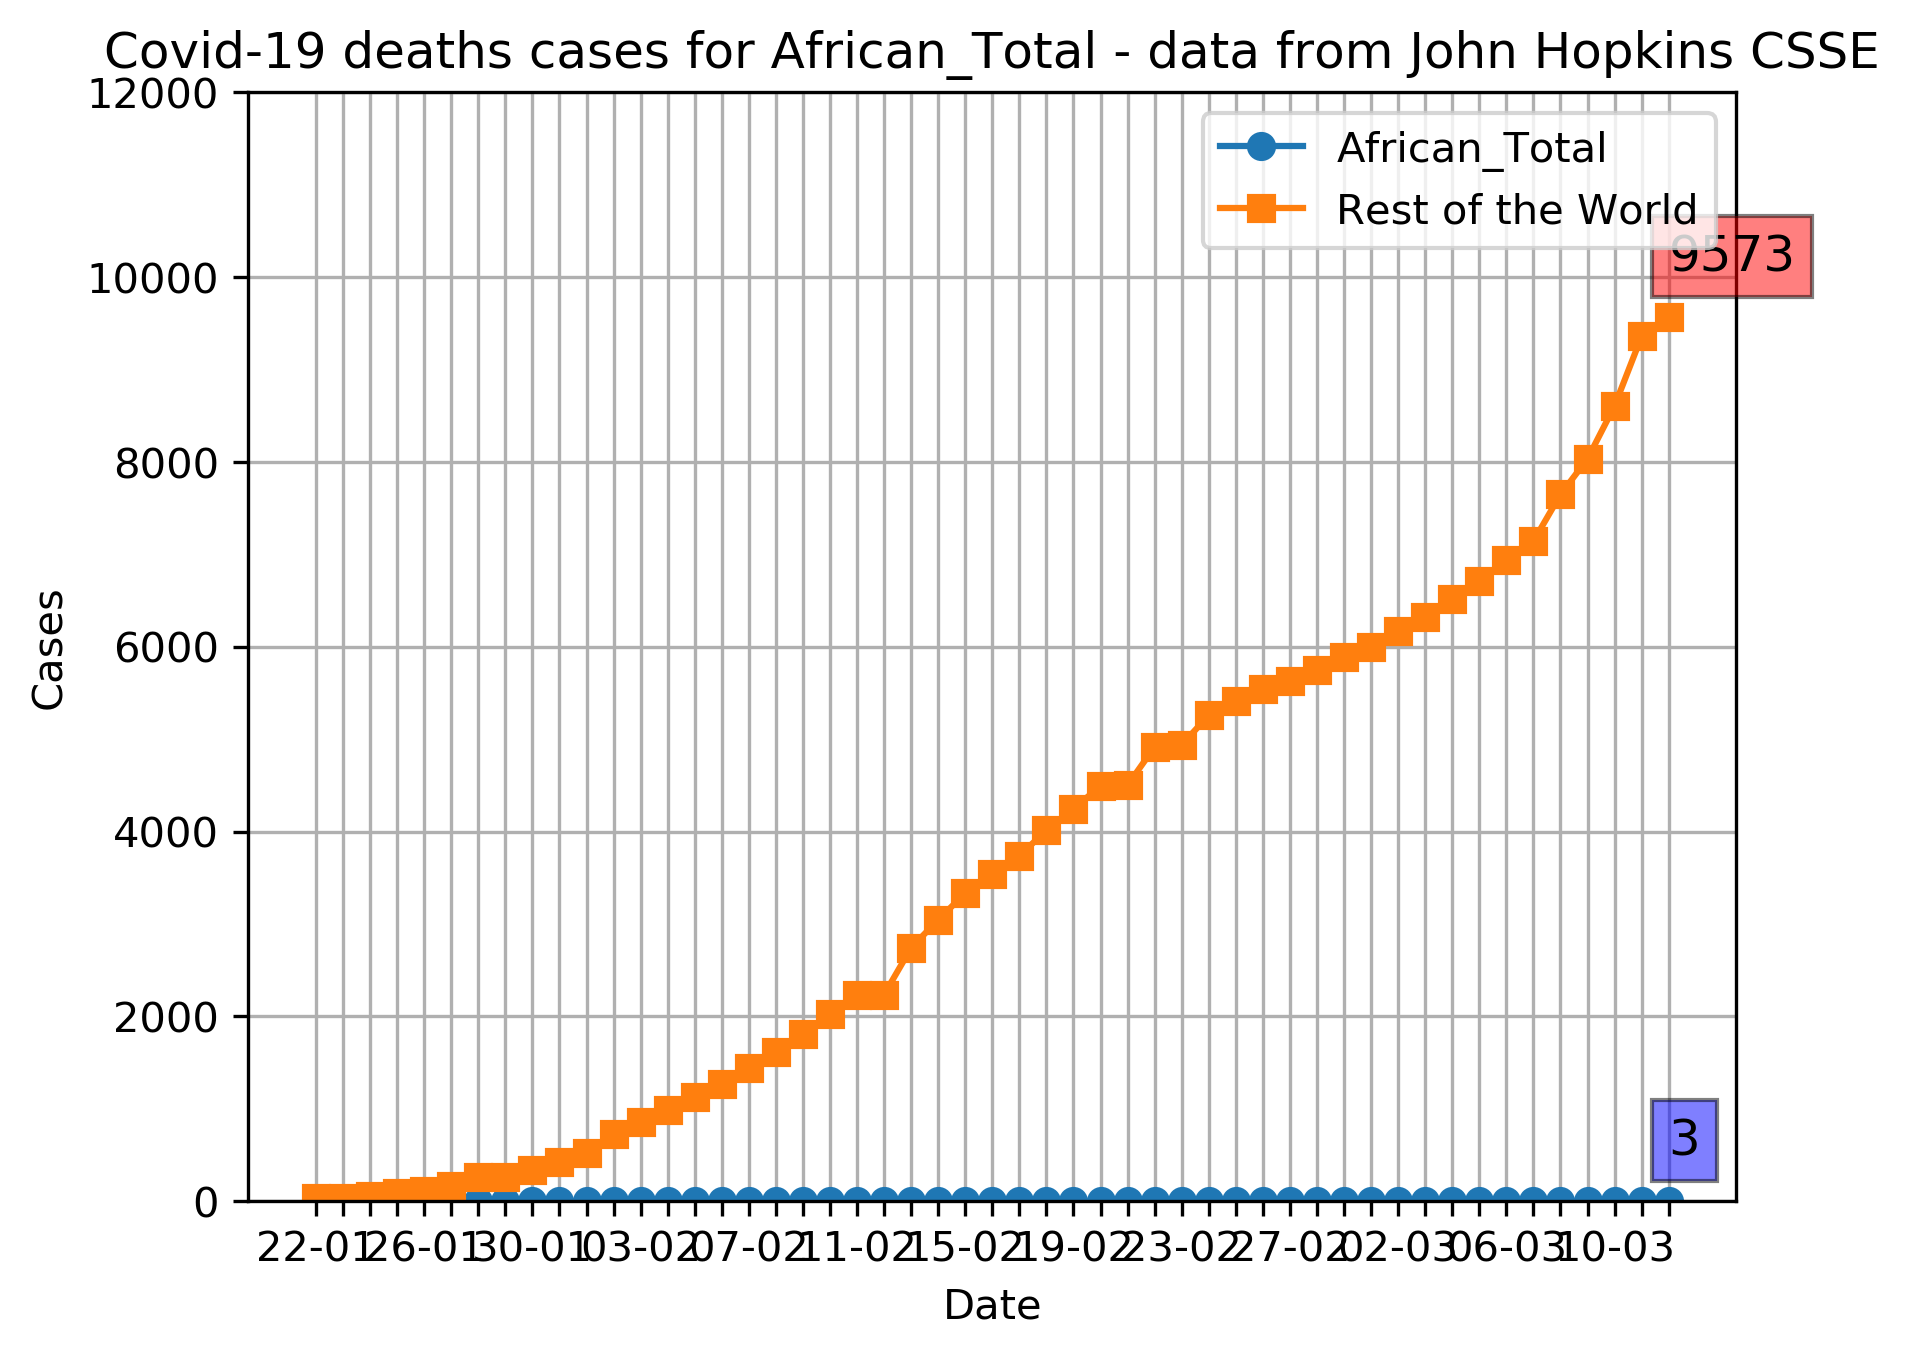 Covid-19 deaths cases for African_Total - data from John Hopkins CSSE
12000
10000
8000
6000
4000
2000
0
Cases
African_Total
Rest of the World
9573
3
22-01 26-01 30-01 03-02 07-02 11-02 15-02 19-02 23-02 27-02 02-03 06-03 10-03
Date